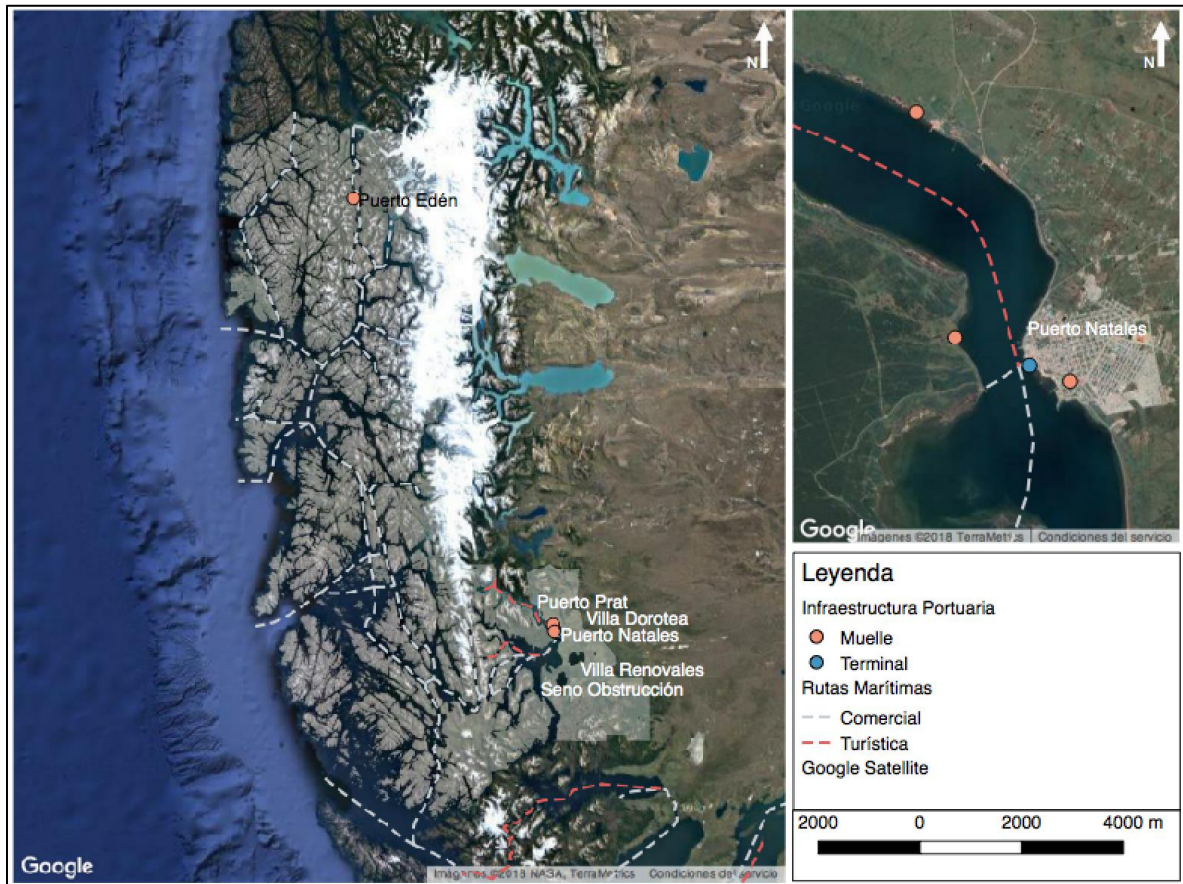 N
Puerto Edén
Puerto Prat
Villa Dorotea
Puerto Natales
Villa Renovales
Seno Obstrucción
Google
Imágenes ©2018 NASA, TerraMetrics Condiciones del servicio
N
Google
Puerto Natales
Google
Imágenes ©2018 TerraMetrics Condiciones del servicio
Leyenda
Infraestructura Portuaria
Muelle
Terminal
Rutas Marítimas
Comercial
Turística
Google Satellite
2000 0 2000 4000 m